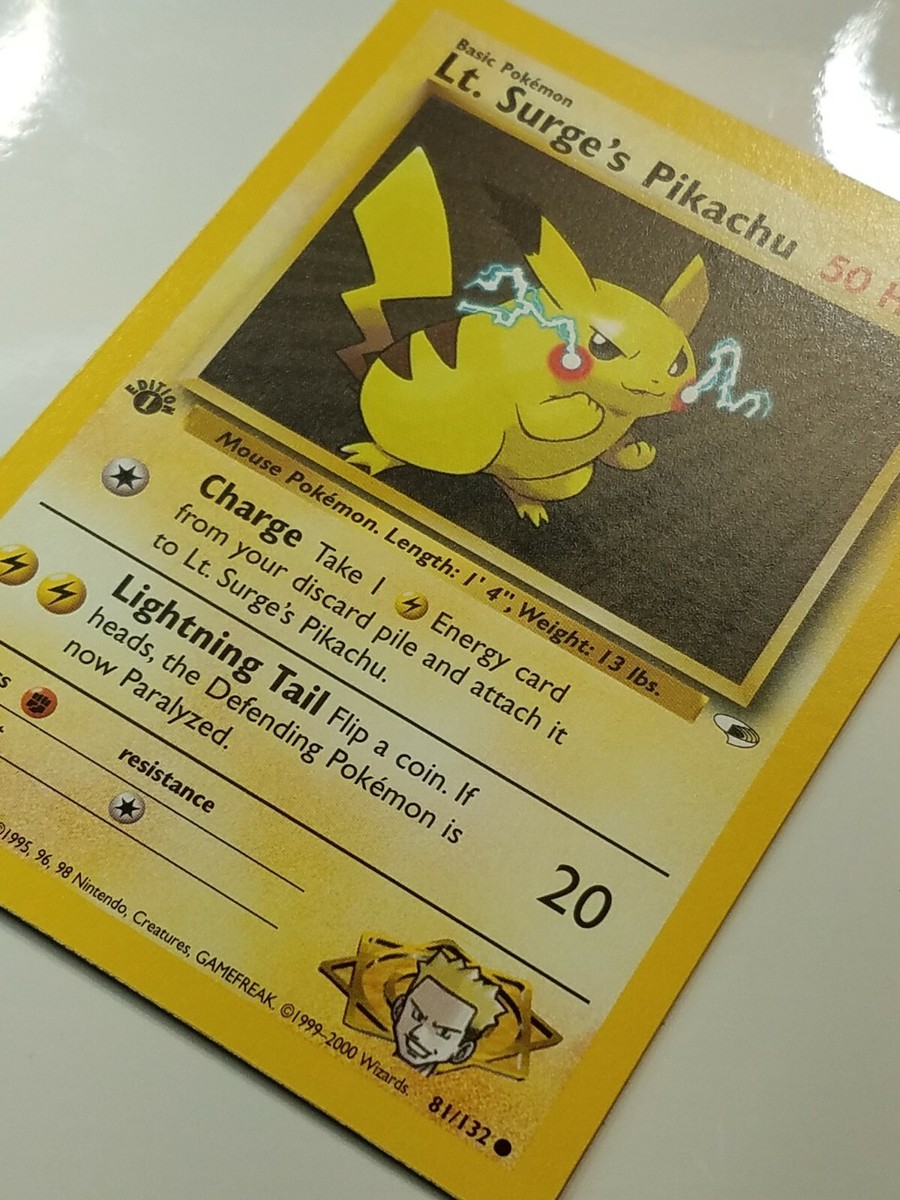 Basic Pokémon
Lt. Surge's Pikachu 50 H
EDITION
1
Mouse Pokémon. Length: 1' 4", Weight: 13 lbs.
Charge Take 1 Energy card
from your discard pile and attach it
to Lt. Surge's Pikachu.
Lightning Tail Flip a coin. If
heads, the Defending Pokémon is
now Paralyzed.
20
resistance
©1995, 96, 98 Nintendo, Creatures, GAMEFREAK. ©1999-2000 Wizards.
81/132